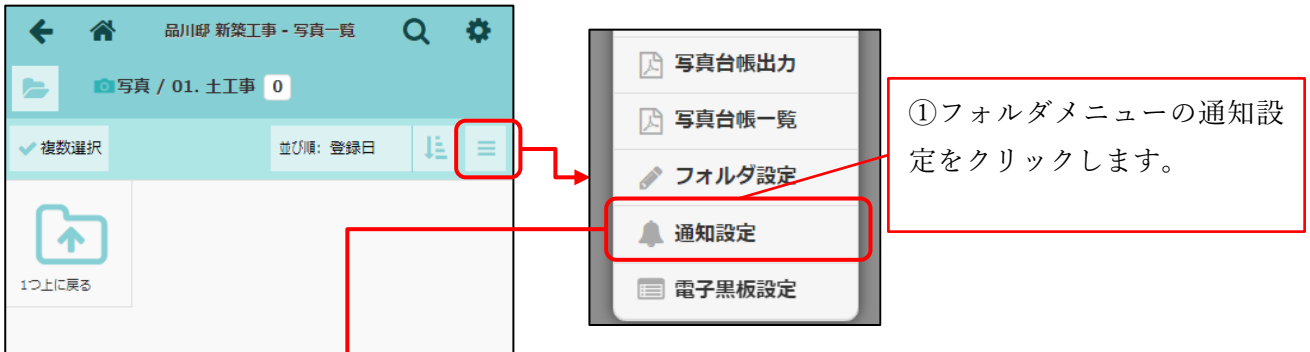 品川邸 新築工事 - 写真一覧
写真 / 01. 土工事 0
複数選択
並び順: 登録日
1つ上に戻る
写真台帳出力
写真台帳一覧
フォルダ設定
通知設定
電子黒板設定
①フォルダメニューの通知設
定をクリックします。